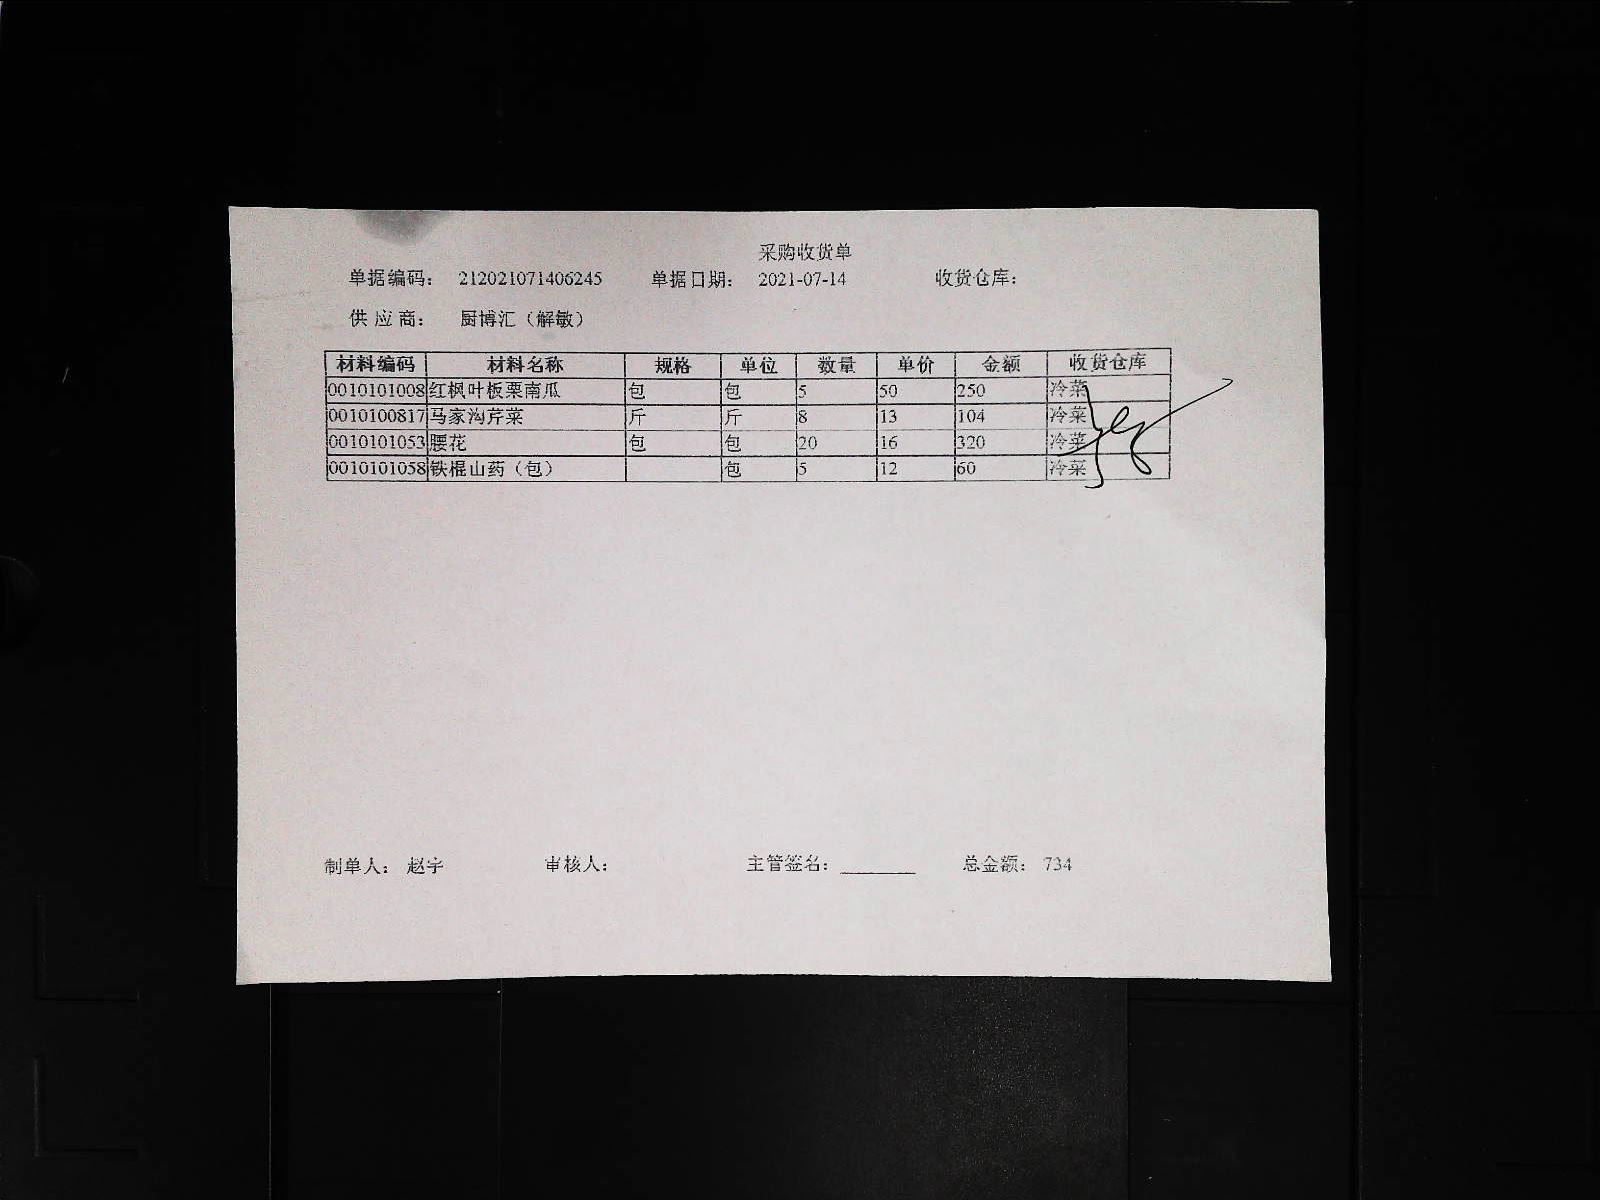 采购收货单
单据编码： 212021071406245 单据日期： 2021-07-14 收货仓库：
供 应 商： 厨博汇（解敏）
材料编码 材料名称 规格 单位 数量 单价 金额 收货仓库
0010101008 红枫叶板栗南瓜 包 包 5 50 250 冷菜
0010100817 马家沟芹菜 斤 斤 8 13 104 冷菜
0010101053 腰花 包 包 20 16 320 冷菜
0010101058 铁棍山药（包） 包 5 12 60 冷菜
制单人： 赵宇 审核人： 主管签名：________ 总金额： 734